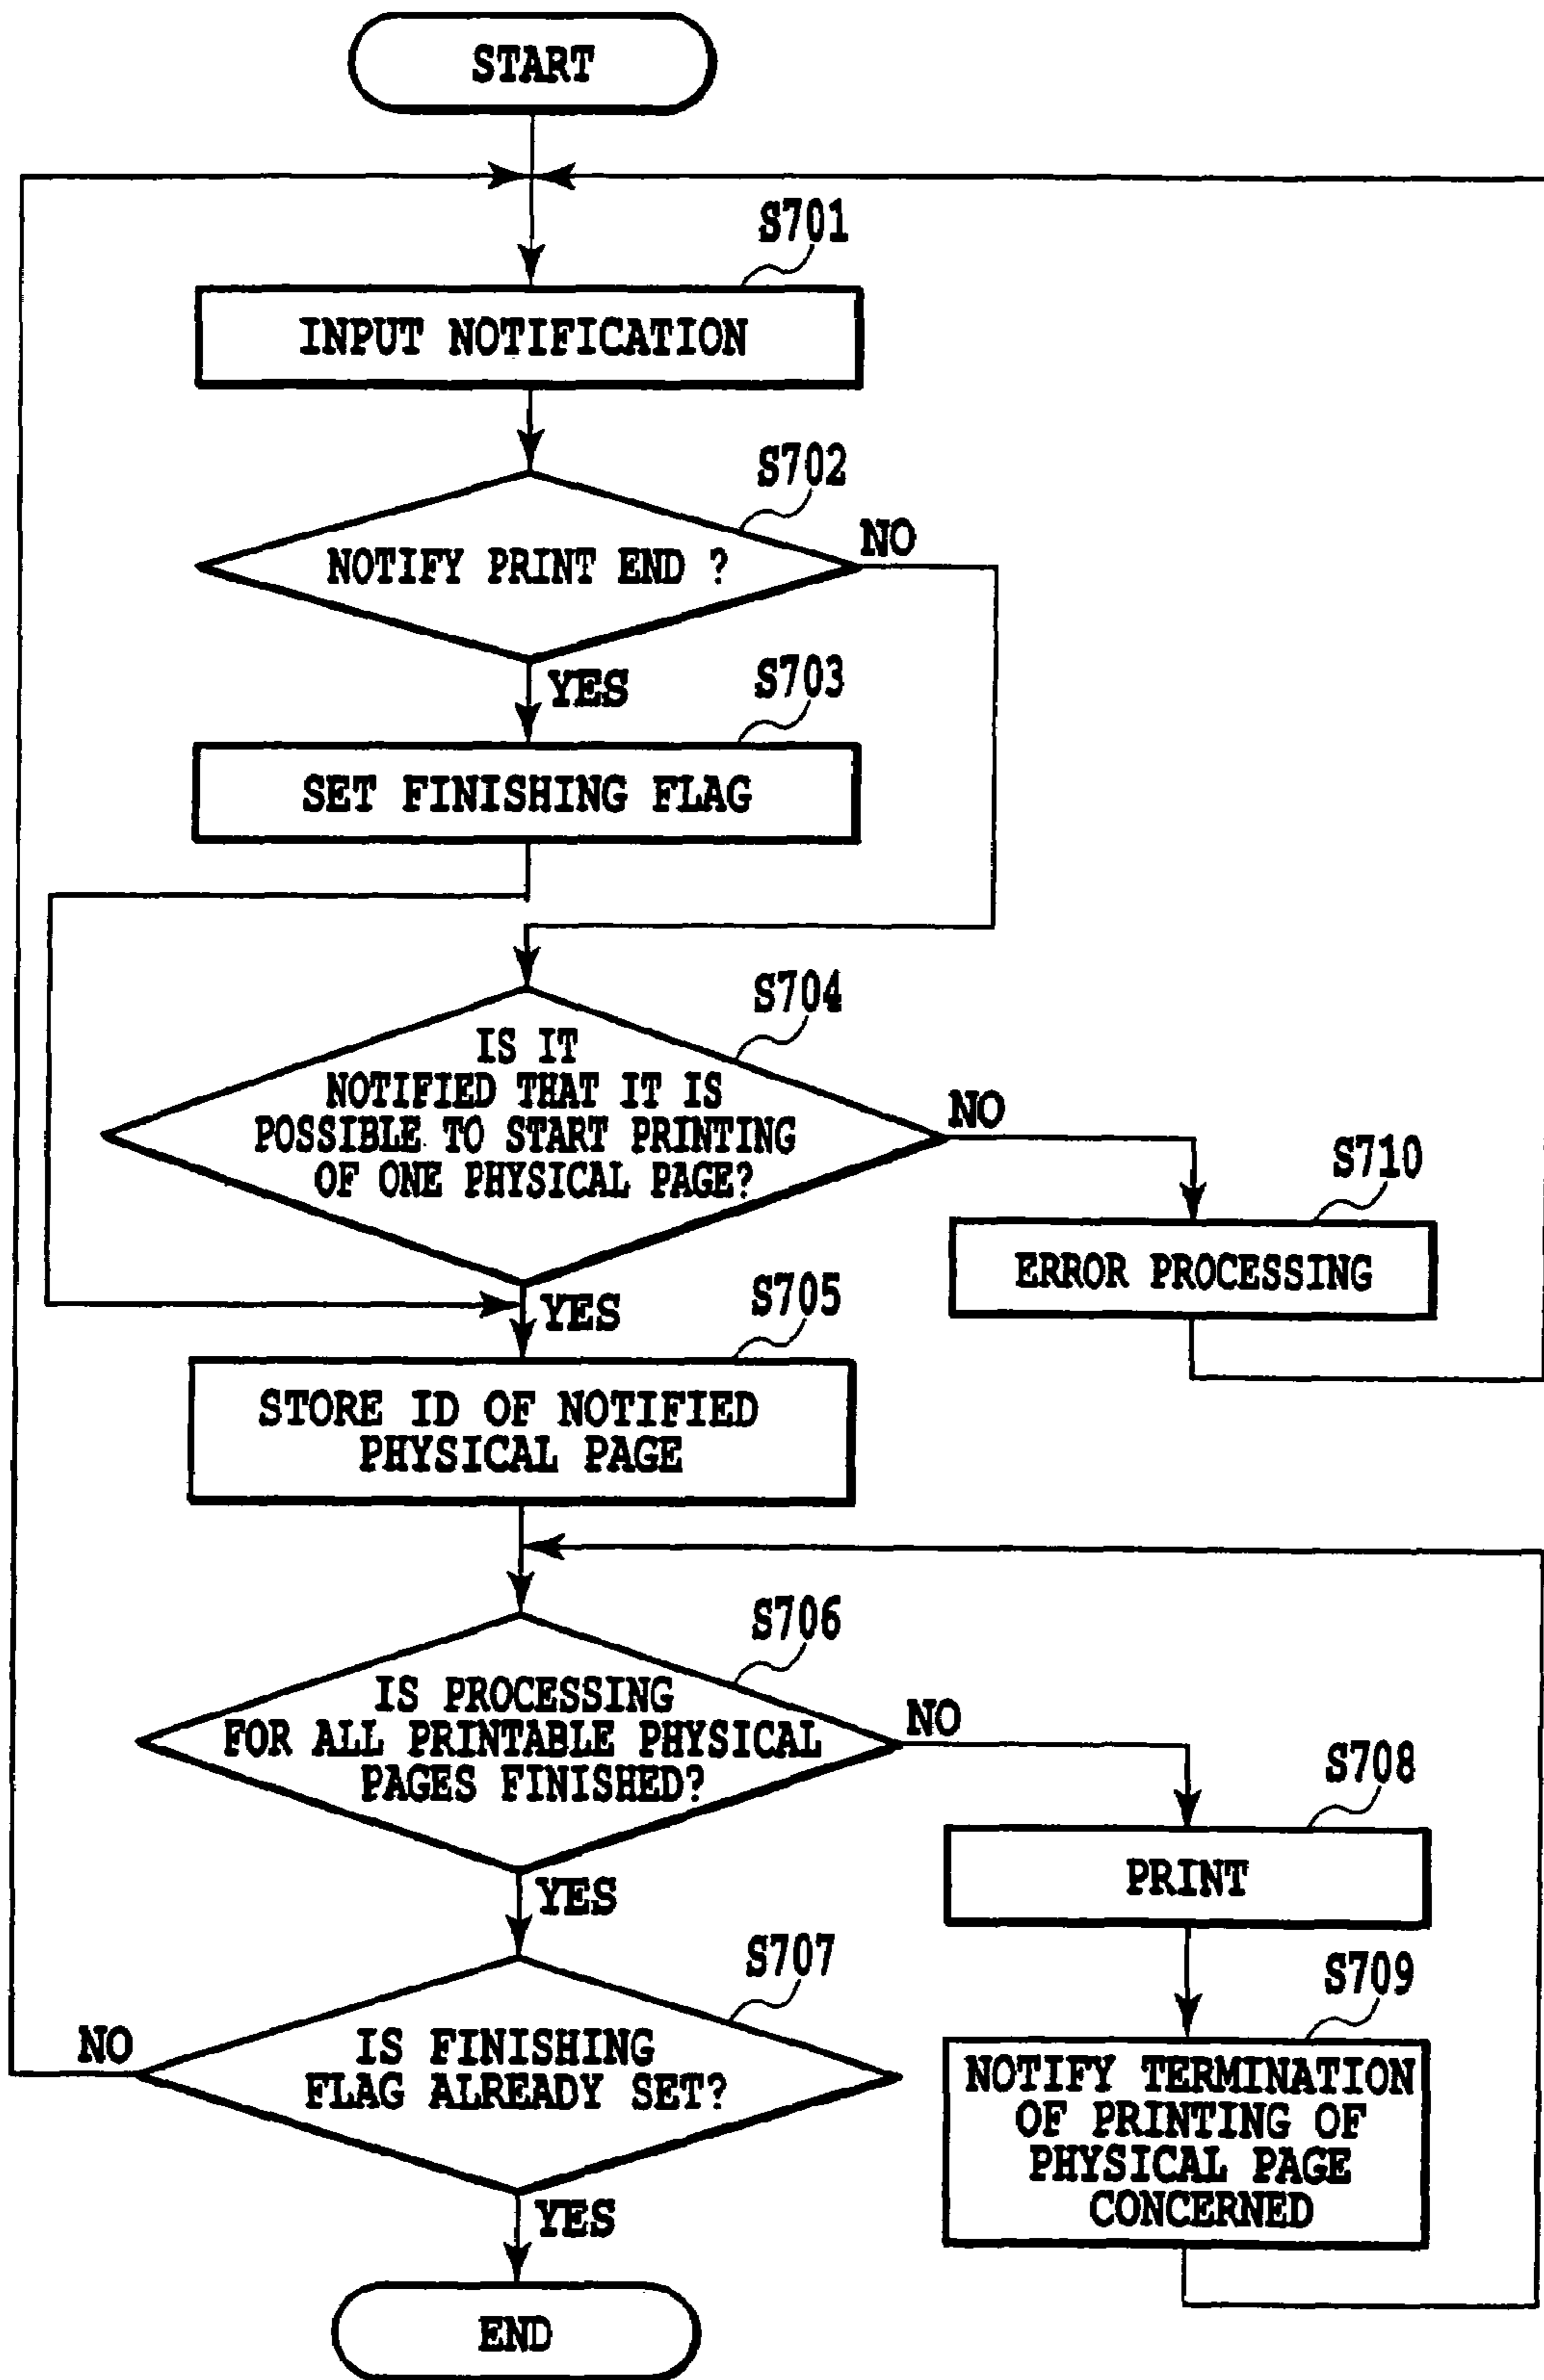 START
S701
INPUT NOTIFICATION
S702
NOTIFY PRINT END ?
NO
YES
S703
SET FINISHING FLAG
S704
IS IT
NOTIFIED THAT IT IS
POSSIBLE TO START PRINTING
OF ONE PHYSICAL PAGE?
NO
YES
S710
ERROR PROCESSING
S705
STORE ID OF NOTIFIED
PHYSICAL PAGE
S706
IS PROCESSING
FOR ALL PRINTABLE PHYSICAL
PAGES FINISHED?
NO
YES
S708
PRINT
S707
IS FINISHING
FLAG ALREADY SET?
NO
YES
S709
NOTIFY TERMINATION
OF PRINTING OF
PHYSICAL PAGE
CONCERNED
END